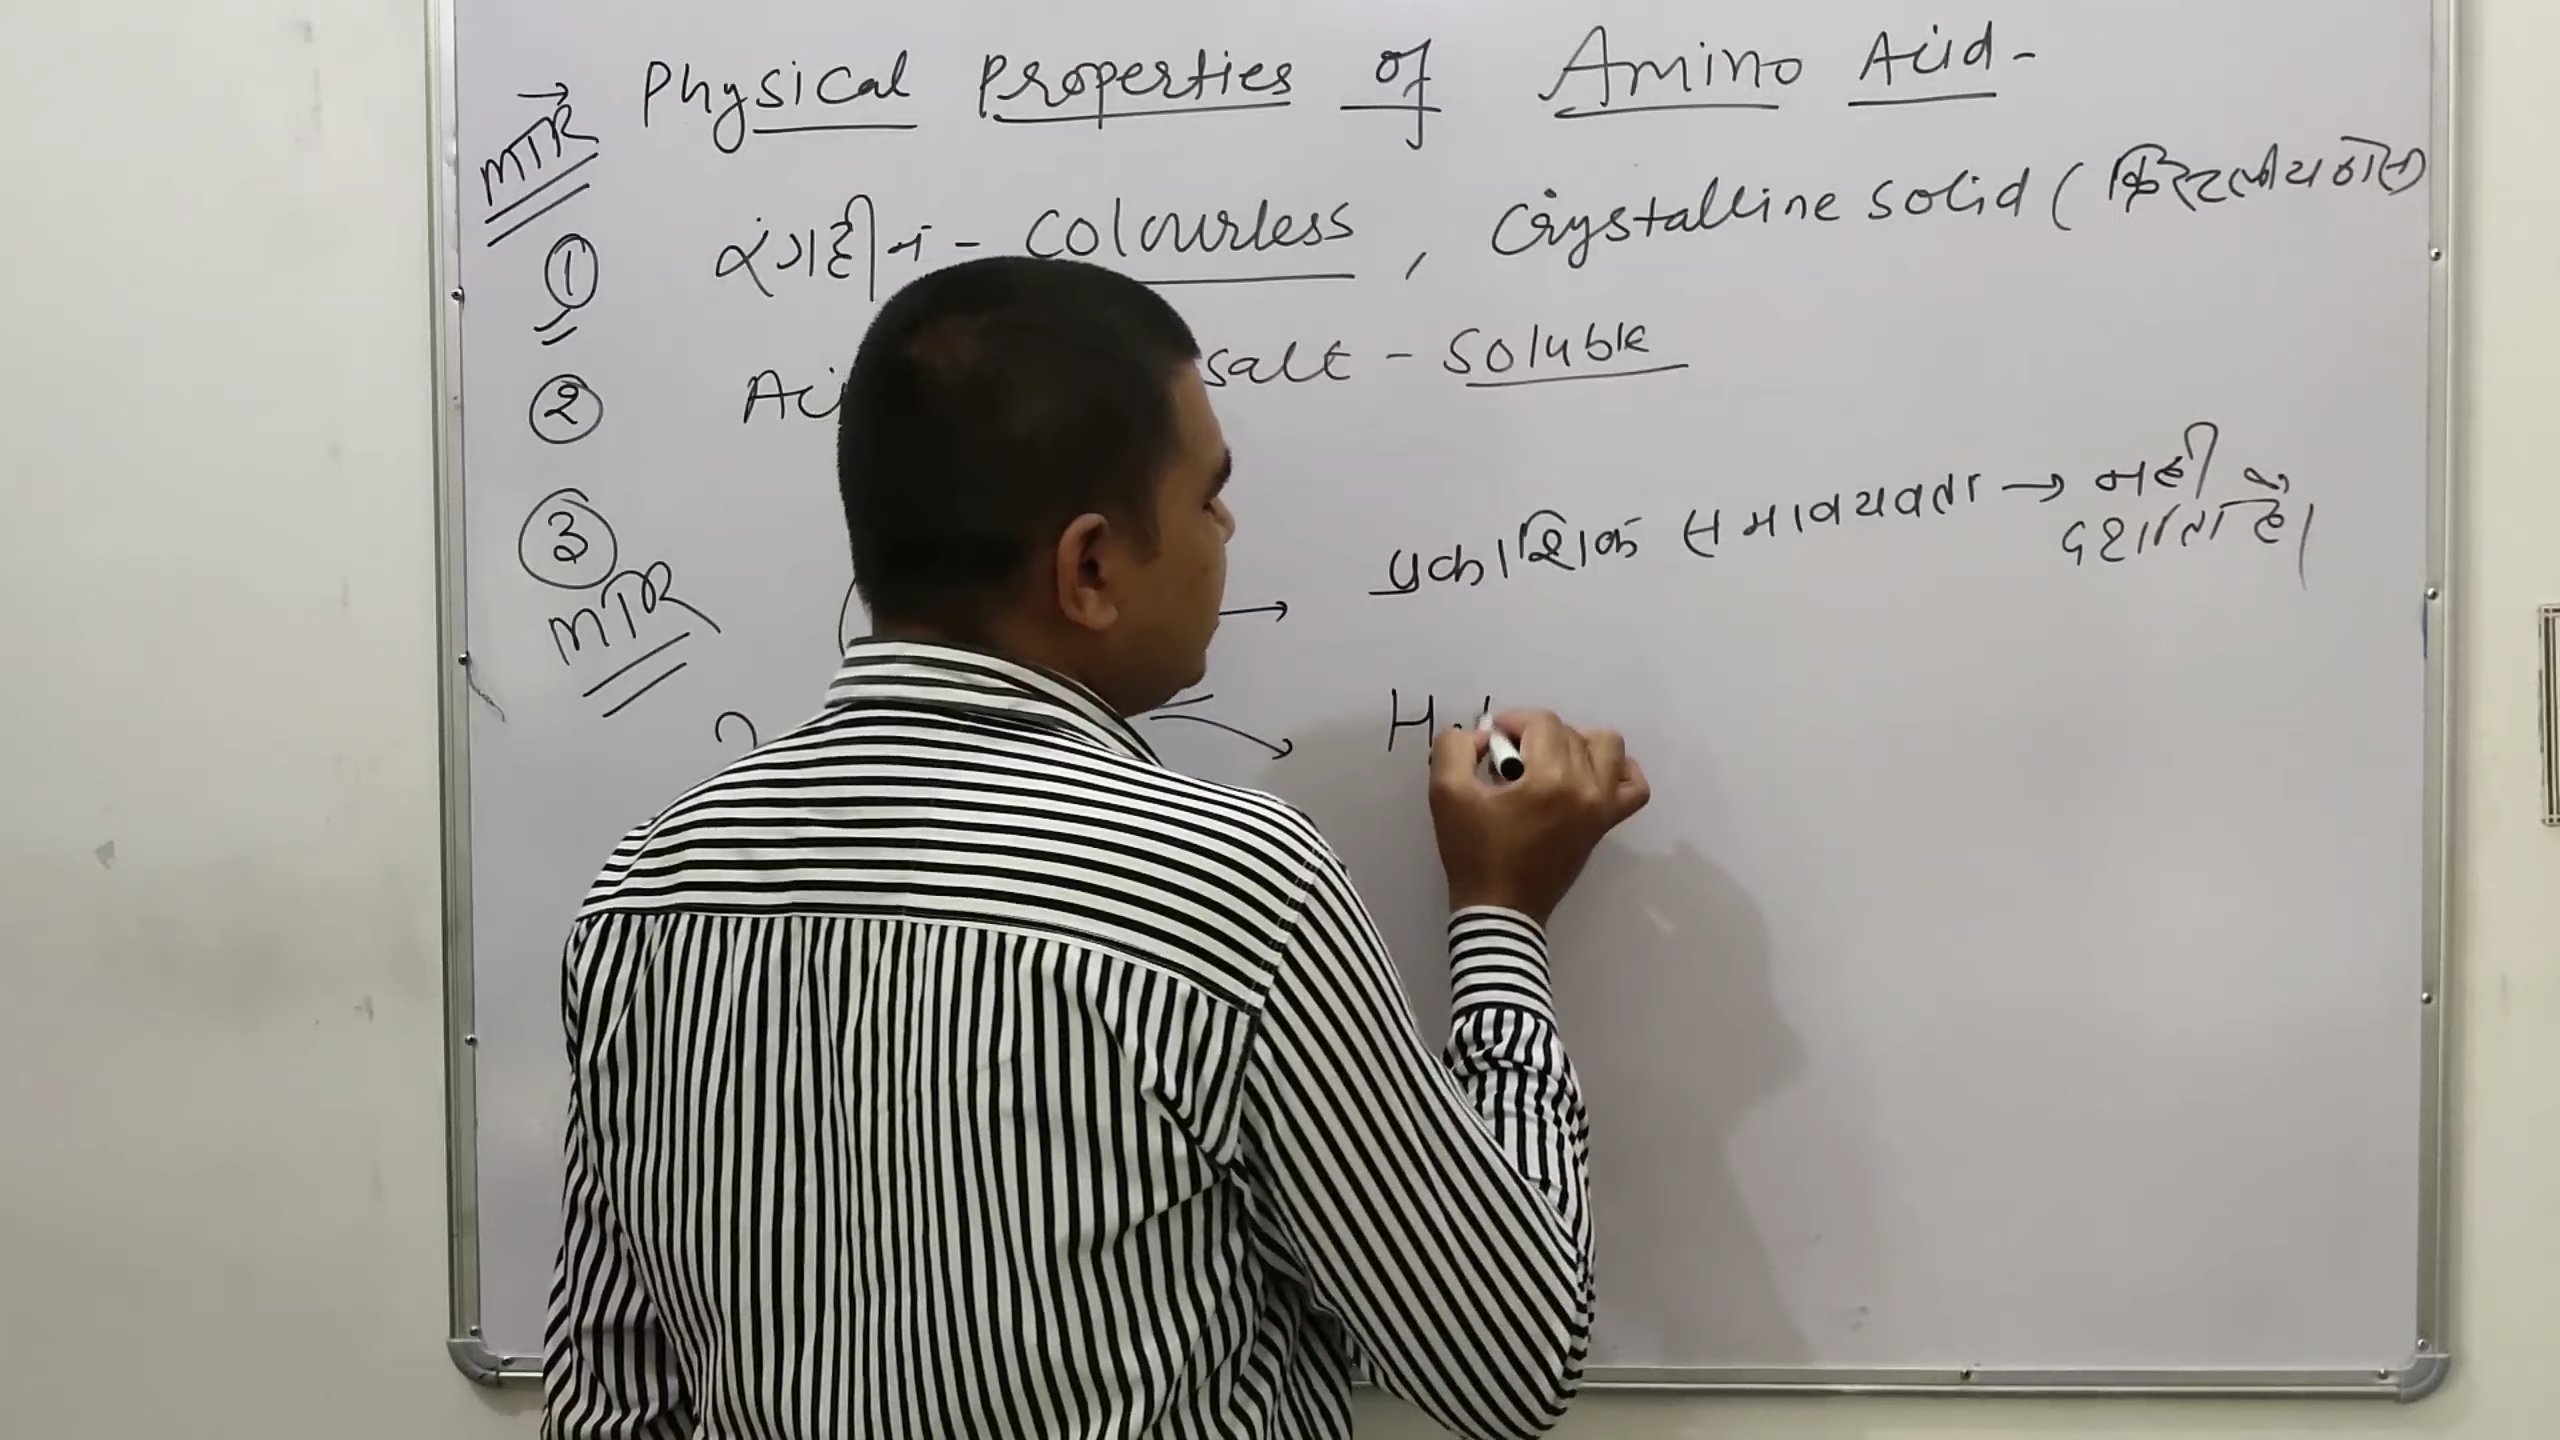 → Physical Properties of Amino Acid -
MTR
① रंगहीन - Colourless , Crystalline solid ( क्रिस्टलीय ठोस
② salt - soluble
③ → प्रकाशिक समावयवता → नही
दर्शाता है।
MTR
→ H